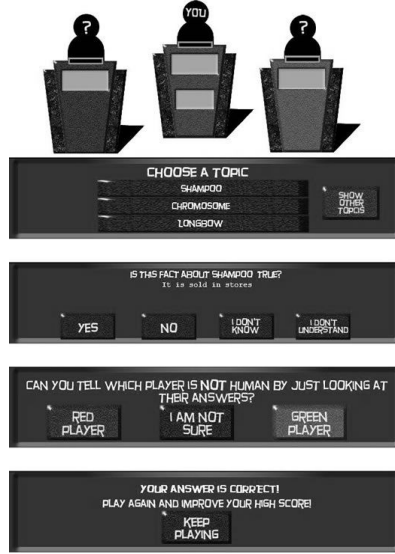 ?
YOU
?
CHOOSE A TOPIC
SHAMPOO
CHROMOSOME
LONGBOW
SHOW
OTHER
TOPCIS
IS THIS FACT ABOUT SHAMPOO TRUE?
It is sold in stores
YES
NO
I DON'T
KNOW
I DON'T
UNDERSTAND
CAN YOU TELL WHICH PLAYER IS NOT HUMAN BY JUST LOOKING AT
THEIR ANSWERS?
RED
PLAYER
I AM NOT
SURE
GREEN
PLAYER
YOUR ANSWER IS CORRECT!
PLAY AGAIN AND IMPROVE YOUR HIGH SCORE!
KEEP
PLAYING